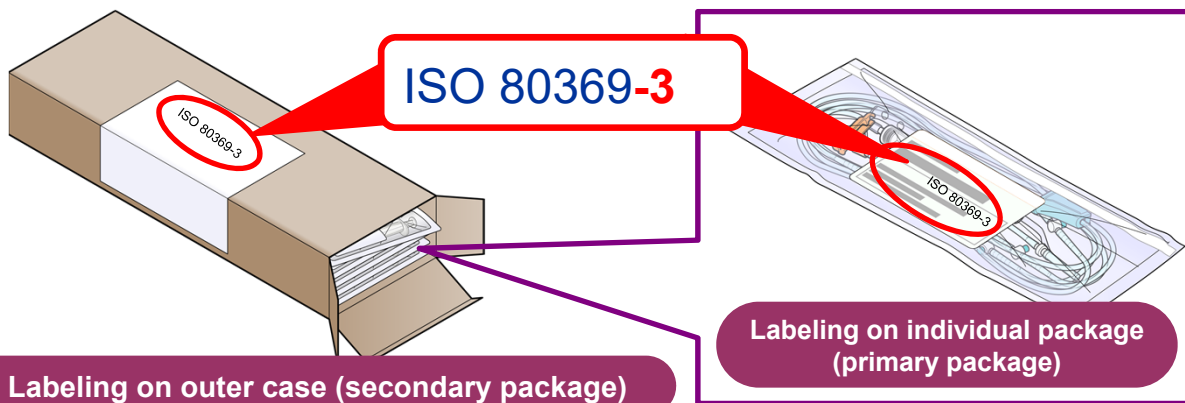 ISO 80369-3
ISO 80369-3
ISO 80369-3
Labeling on individual package
(primary package)
Labeling on outer case (secondary package)